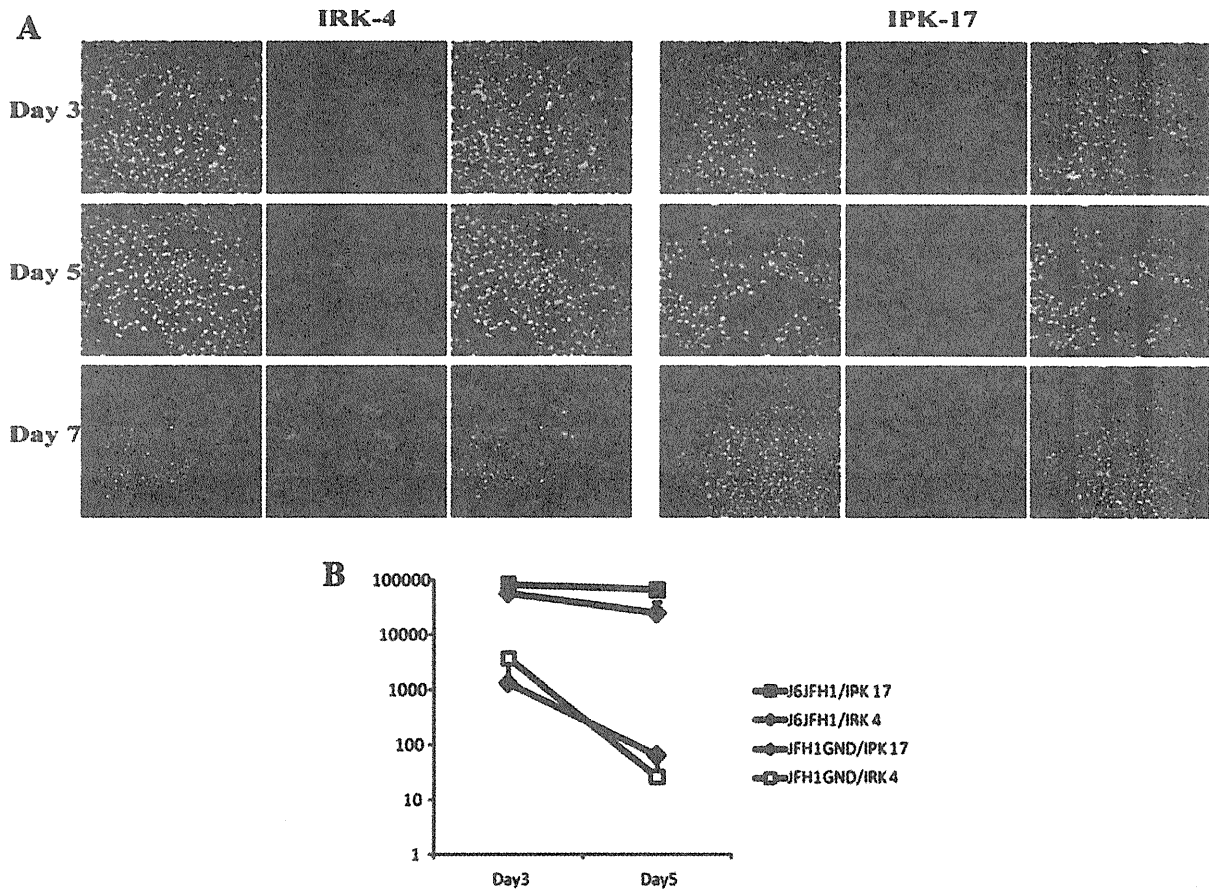 A
IRK-4
IPK-17
Day 3
Day 5
Day 7
B
100000
10000
1000
100
10
1
Day3
Day5
J6JFH1/IPK 17
J6JFH1/IRK 4
JFH1GND/IPK 17
JFH1GND/IRK 4